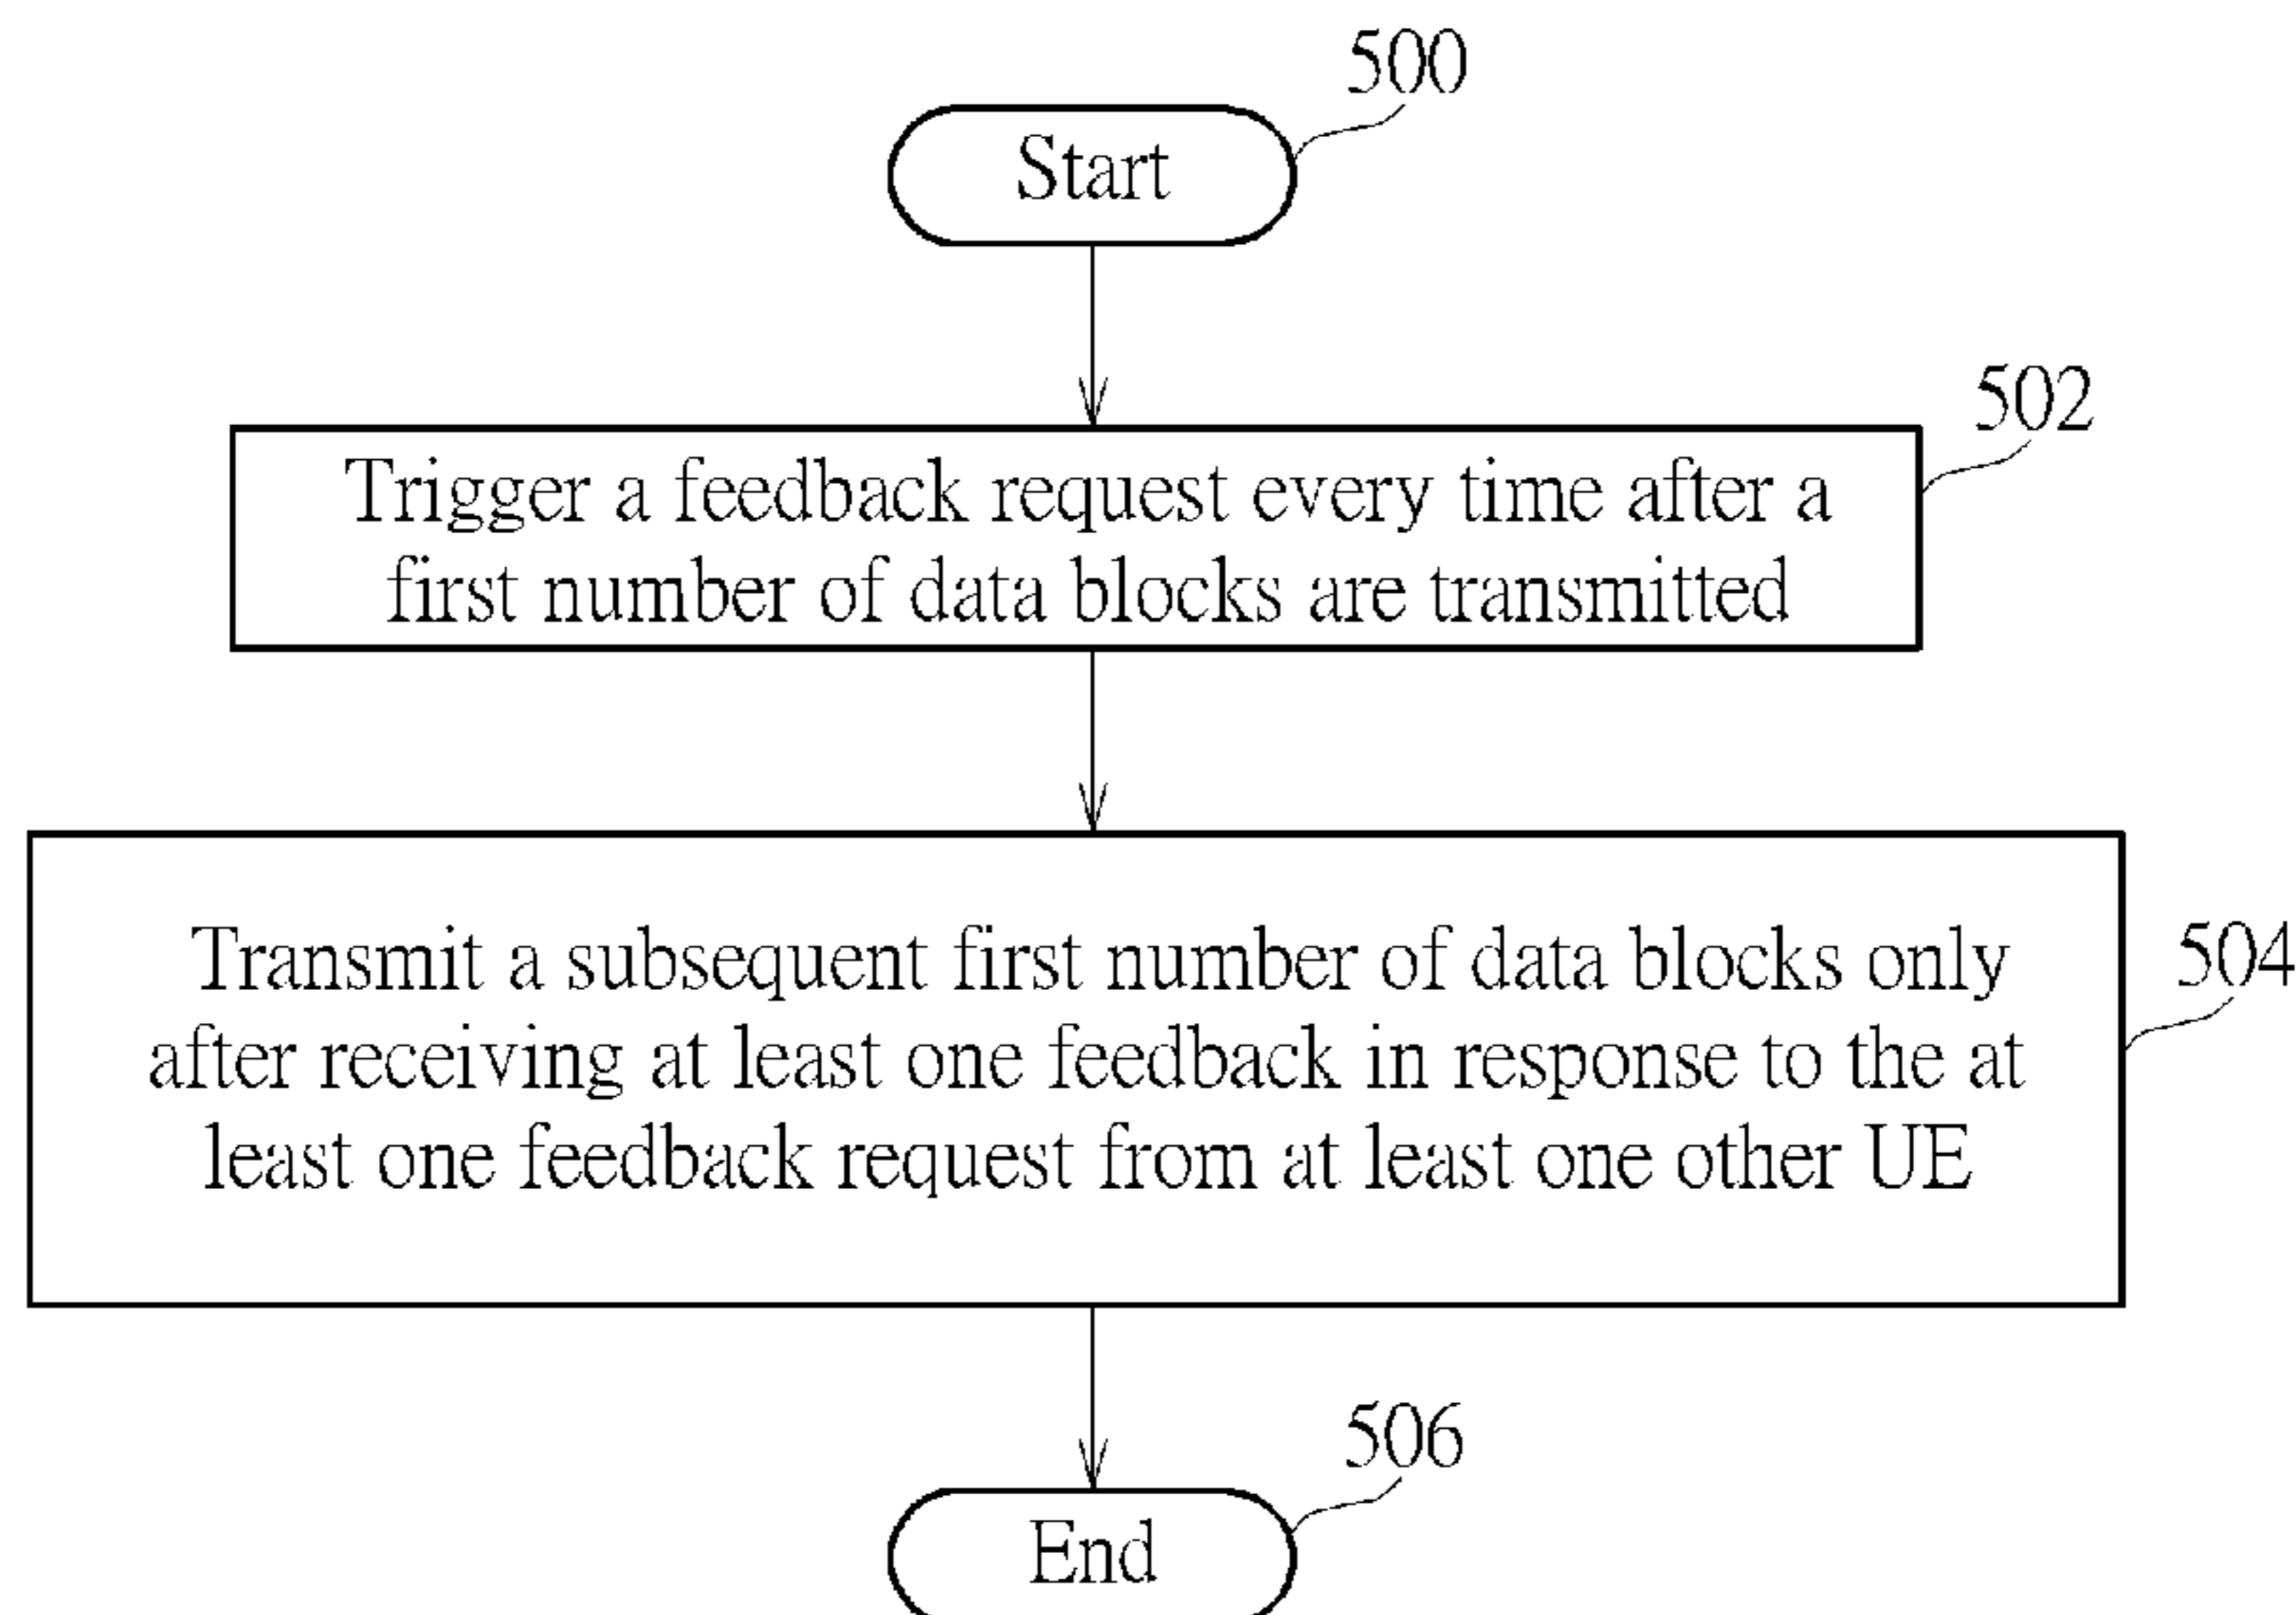 500
Start
502
Trigger a feedback request every time after a
first number of data blocks are transmitted
Transmit a subsequent first number of data blocks only
504
after receiving at least one feedback in response to the at
least one feedback request from at least one other UE
506
End